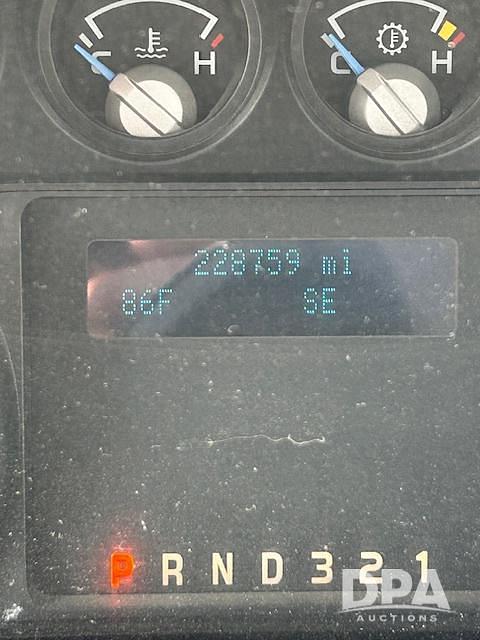 C H C H
228759 mi
86F SE
P R N D 3 2 1
DPA
AUCTIONS